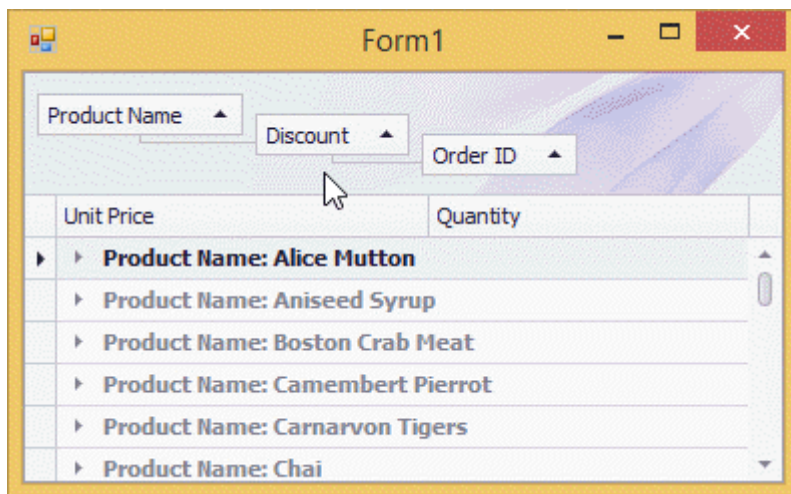 Form1
Product Name
Discount
Order ID
Unit Price Quantity
Product Name: Alice Mutton
Product Name: Aniseed Syrup
Product Name: Boston Crab Meat
Product Name: Camembert Pierrot
Product Name: Carnarvon Tigers
Product Name: Chai